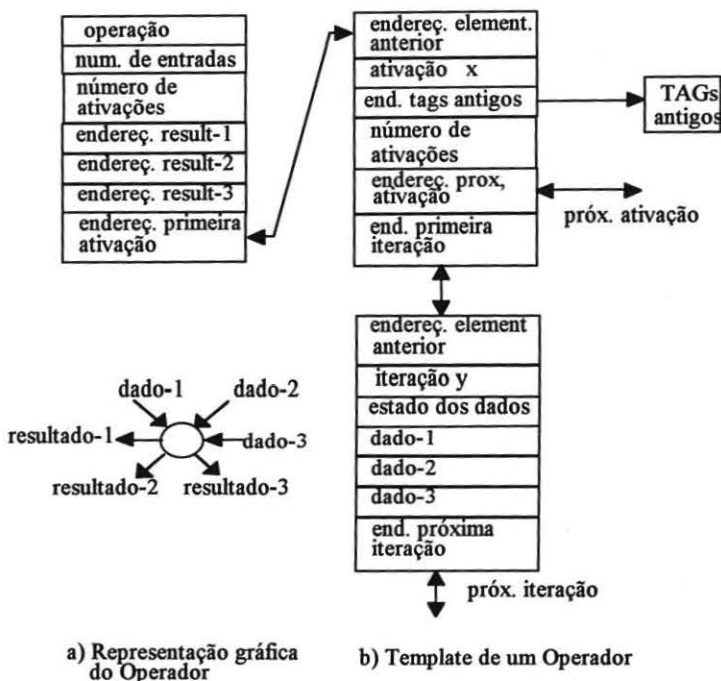 operação
num. de entradas
número de
ativações
endereç. result-1
endereç. result-2
endereç. result-3
endereç. primeira
ativação
endereç. element.
anterior
ativação x
end. tags antigos
número de
ativações
endereç. prox,
ativação
end. primeira
iteração
TAGs
antigos
próx. ativação
endereç. element
anterior
iteração y
estado dos dados
dado-1
dado-2
dado-3
end. próxima
iteração
próx. iteração
dado-1
dado-2
resultado-1
dado-3
resultado-2
resultado-3
a) Representação gráfica
do Operador
b) Template de um Operador